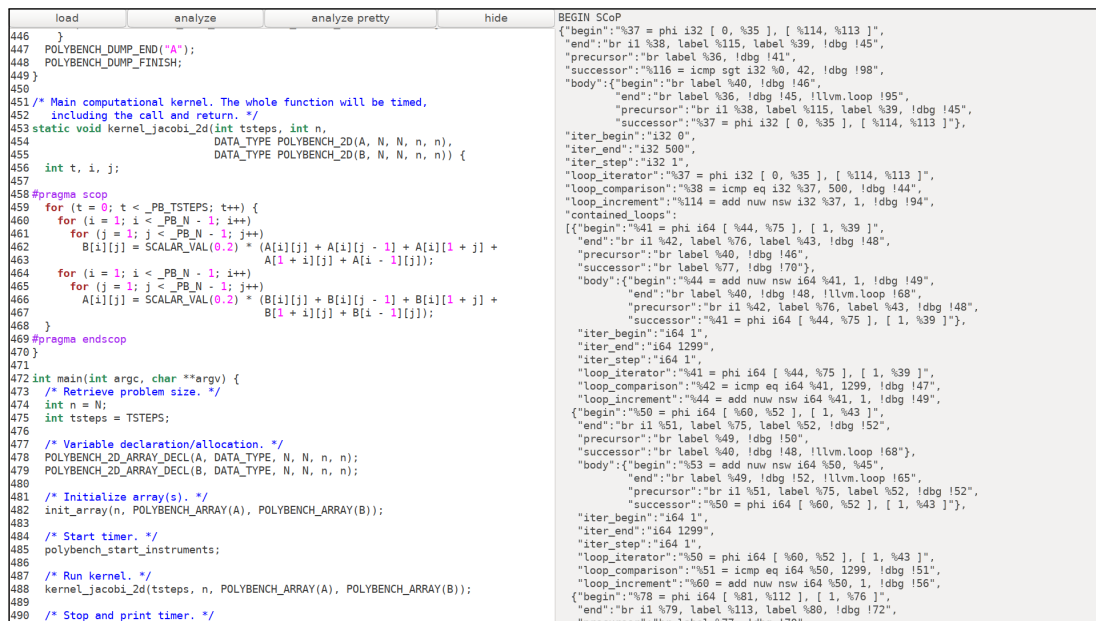 load analyze analyze pretty hide
446     }
447   POLYBENCH_DUMP_END("A");
448   POLYBENCH_DUMP_FINISH;
449 }
450
451 /* Main computational kernel. The whole function will be timed,
452    including the call and return. */
453 static void kernel_jacobi_2d(int tsteps, int n,
454                              DATA_TYPE POLYBENCH_2D(A, N, N, n, n),
455                              DATA_TYPE POLYBENCH_2D(B, N, N, n, n)) {
456   int t, i, j;
457
458 #pragma scop
459   for (t = 0; t < _PB_TSTEPS; t++) {
460     for (i = 1; i < _PB_N - 1; i++)
461       for (j = 1; j < _PB_N - 1; j++)
462         B[i][j] = SCALAR_VAL(0.2) * (A[i][j] + A[i][j - 1] + A[i][1 + j] +
463                                      A[1 + i][j] + A[i - 1][j]);
464     for (i = 1; i < _PB_N - 1; i++)
465       for (j = 1; j < _PB_N - 1; j++)
466         A[i][j] = SCALAR_VAL(0.2) * (B[i][j] + B[i][j - 1] + B[i][1 + j] +
467                                      B[1 + i][j] + B[i - 1][j]);
468   }
469 #pragma endscop
470 }
471
472 int main(int argc, char **argv) {
473   /* Retrieve problem size. */
474   int n = N;
475   int tsteps = TSTEPS;
476
477   /* Variable declaration/allocation. */
478   POLYBENCH_2D_ARRAY_DECL(A, DATA_TYPE, N, N, n, n);
479   POLYBENCH_2D_ARRAY_DECL(B, DATA_TYPE, N, N, n, n);
480
481   /* Initialize array(s). */
482   init_array(n, POLYBENCH_ARRAY(A), POLYBENCH_ARRAY(B));
483
484   /* Start timer. */
485   polybench_start_instruments;
486
487   /* Run kernel. */
488   kernel_jacobi_2d(tsteps, n, POLYBENCH_ARRAY(A), POLYBENCH_ARRAY(B));
489
490   /* Stop and print timer. */
BEGIN SCoP
{"begin":"%37 = phi i32 [ 0, %35 ], [ %114, %113 ]",
 "end":"br i1 %38, label %115, label %39, !dbg !45",
 "precursor":"br label %36, !dbg !41",
 "successor":"%116 = icmp sgt i32 %0, 42, !dbg !98",
 "body":{"begin":"br label %40, !dbg !46",
         "end":"br label %36, !dbg !45, !llvm.loop !95",
         "precursor":"br i1 %38, label %115, label %39, !dbg !45",
         "successor":"%37 = phi i32 [ 0, %35 ], [ %114, %113 ]"},
 "iter_begin":"i32 0",
 "iter_end":"i32 500",
 "iter_step":"i32 1",
 "loop_iterator":"%37 = phi i32 [ 0, %35 ], [ %114, %113 ]",
 "loop_comparison":"%38 = icmp eq i32 %37, 500, !dbg !44",
 "loop_increment":"%114 = add nuw nsw i32 %37, 1, !dbg !94",
 "contained_loops":
 [{"begin":"%41 = phi i64 [ %44, %75 ], [ 1, %39 ]",
   "end":"br i1 %42, label %76, label %43, !dbg !48",
   "precursor":"br label %40, !dbg !46",
   "successor":"br label %77, !dbg !70"},
   "body":{"begin":"%44 = add nuw nsw i64 %41, 1, !dbg !49",
           "end":"br label %40, !dbg !48, !llvm.loop !68",
           "precursor":"br i1 %42, label %76, label %43, !dbg !48",
           "successor":"%41 = phi i64 [ %44, %75 ], [ 1, %39 ]"},
   "iter_begin":"i64 1",
   "iter_end":"i64 1299",
   "iter_step":"i64 1",
   "loop_iterator":"%41 = phi i64 [ %44, %75 ], [ 1, %39 ]",
   "loop_comparison":"%42 = icmp eq i64 %41, 1299, !dbg !47",
   "loop_increment":"%44 = add nuw nsw i64 %41, 1, !dbg !49",
  {"begin":"%50 = phi i64 [ %60, %52 ], [ 1, %43 ]",
   "end":"br i1 %51, label %75, label %52, !dbg !52",
   "precursor":"br label %49, !dbg !50",
   "successor":"br label %40, !dbg !48, !llvm.loop !68"},
   "body":{"begin":"%53 = add nuw nsw i64 %50, %45",
           "end":"br label %49, !dbg !52, !llvm.loop !65",
           "precursor":"br i1 %51, label %75, label %52, !dbg !52",
           "successor":"%50 = phi i64 [ %60, %52 ], [ 1, %43 ]"},
   "iter_begin":"i64 1",
   "iter_end":"i64 1299",
   "iter_step":"i64 1",
   "loop_iterator":"%50 = phi i64 [ %60, %52 ], [ 1, %43 ]",
   "loop_comparison":"%51 = icmp eq i64 %50, 1299, !dbg !51",
   "loop_increment":"%60 = add nuw nsw i64 %50, 1, !dbg !56",
  {"begin":"%78 = phi i64 [ %81, %112 ], [ 1, %76 ]",
   "end":"br i1 %79, label %113, label %80, !dbg !72",